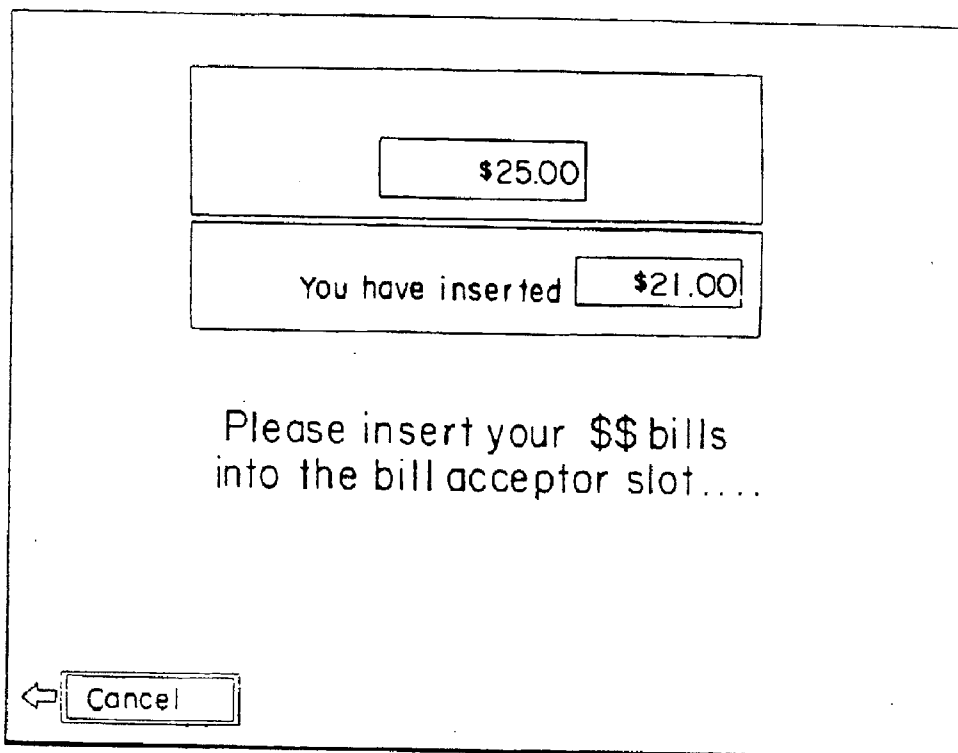 $25.00
You have inserted $21.00
Please insert your $$ bills
into the bill acceptor slot....
Cancel